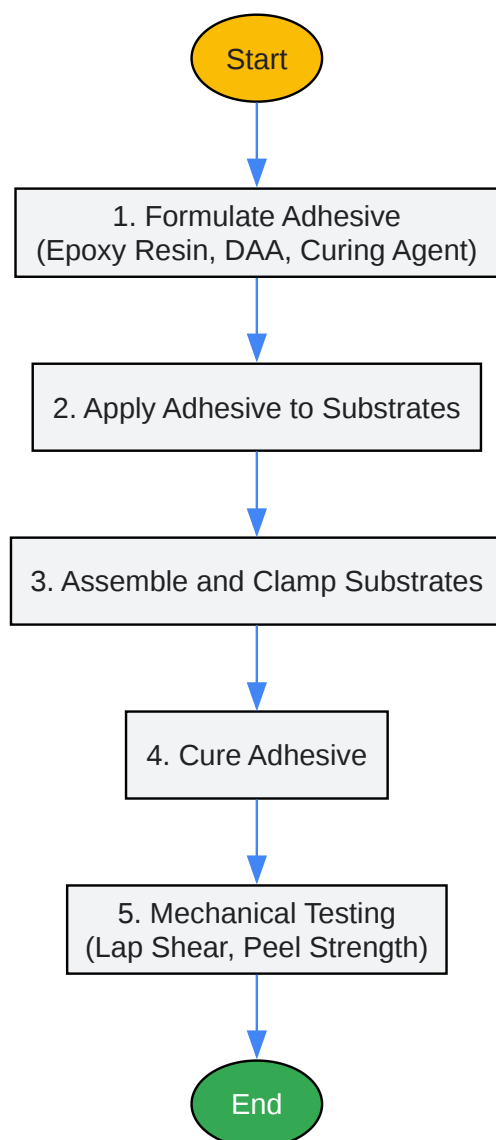 Start
1. Formulate Adhesive
(Epoxy Resin, DAA, Curing Agent)
2. Apply Adhesive to Substrates
3. Assemble and Clamp Substrates
4. Cure Adhesive
5. Mechanical Testing
(Lap Shear, Peel Strength)
End